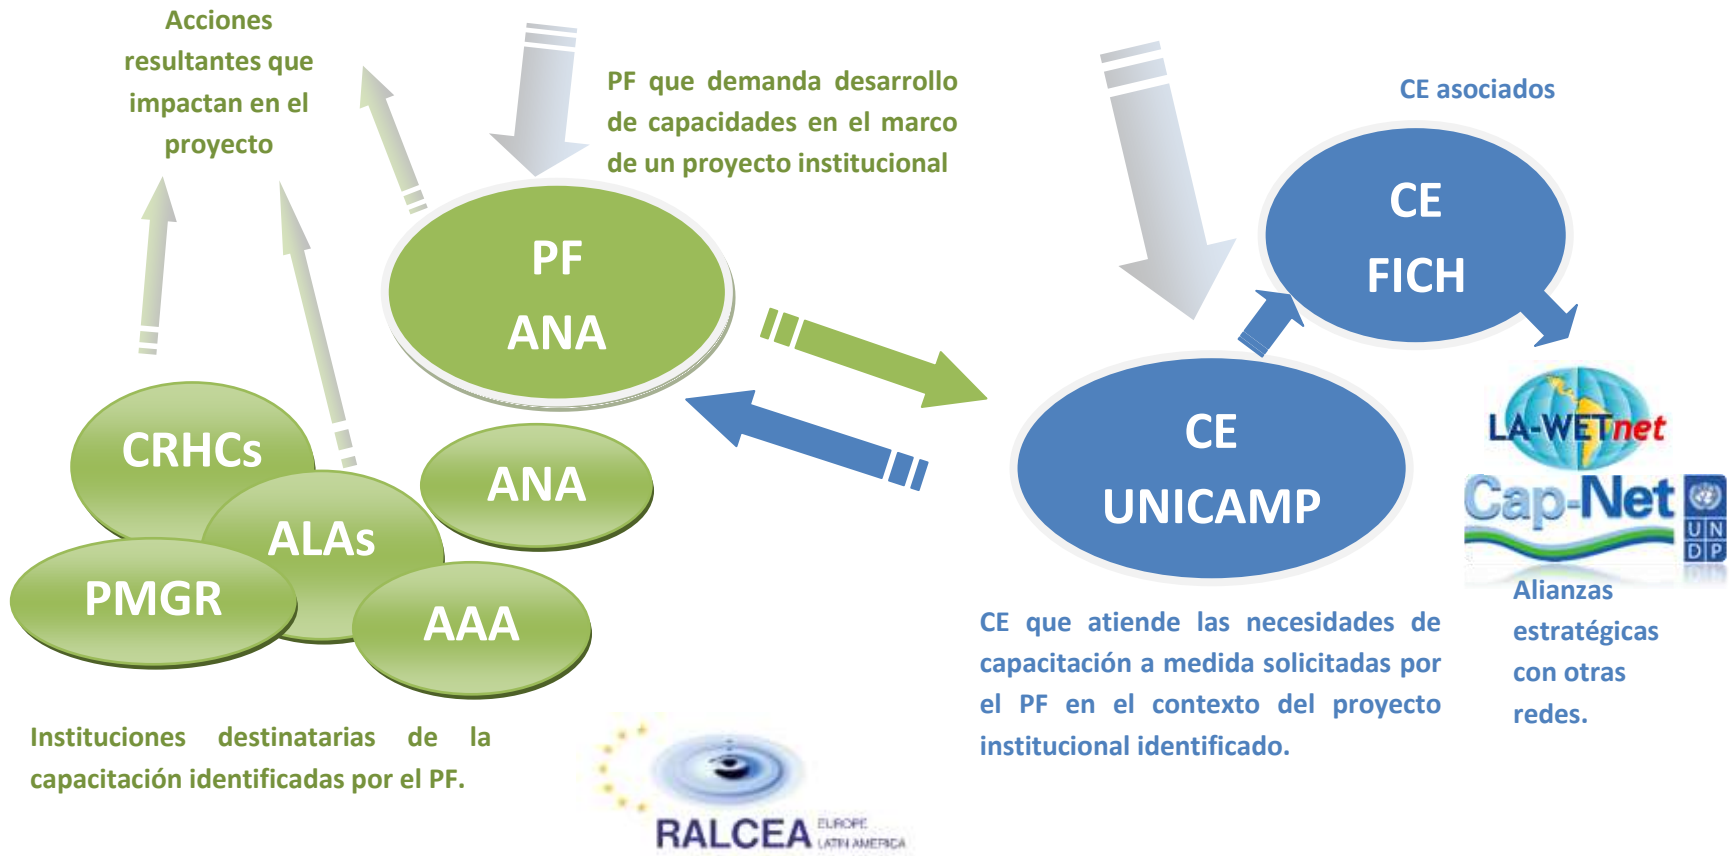 Acciones
resultantes que
impactan en el
proyecto
PF que demanda desarrollo
de capacidades en el marco
de un proyecto institucional
CE asociados
PF
ANA
CE
FICH
CE
UNICAMP
CRHCs
ANA
ALAs
PMGR
AAA
LA-WETnet
Cap-Net
UN
DP
Alianzas
estratégicas
con otras
redes.
CE que atiende las necesidades de
capacitación a medida solicitadas por
el PF en el contexto del proyecto
institucional identificado.
Instituciones destinatarias de la
capacitación identificadas por el PF.
RALCEA EUROPE
LATIN AMERICA